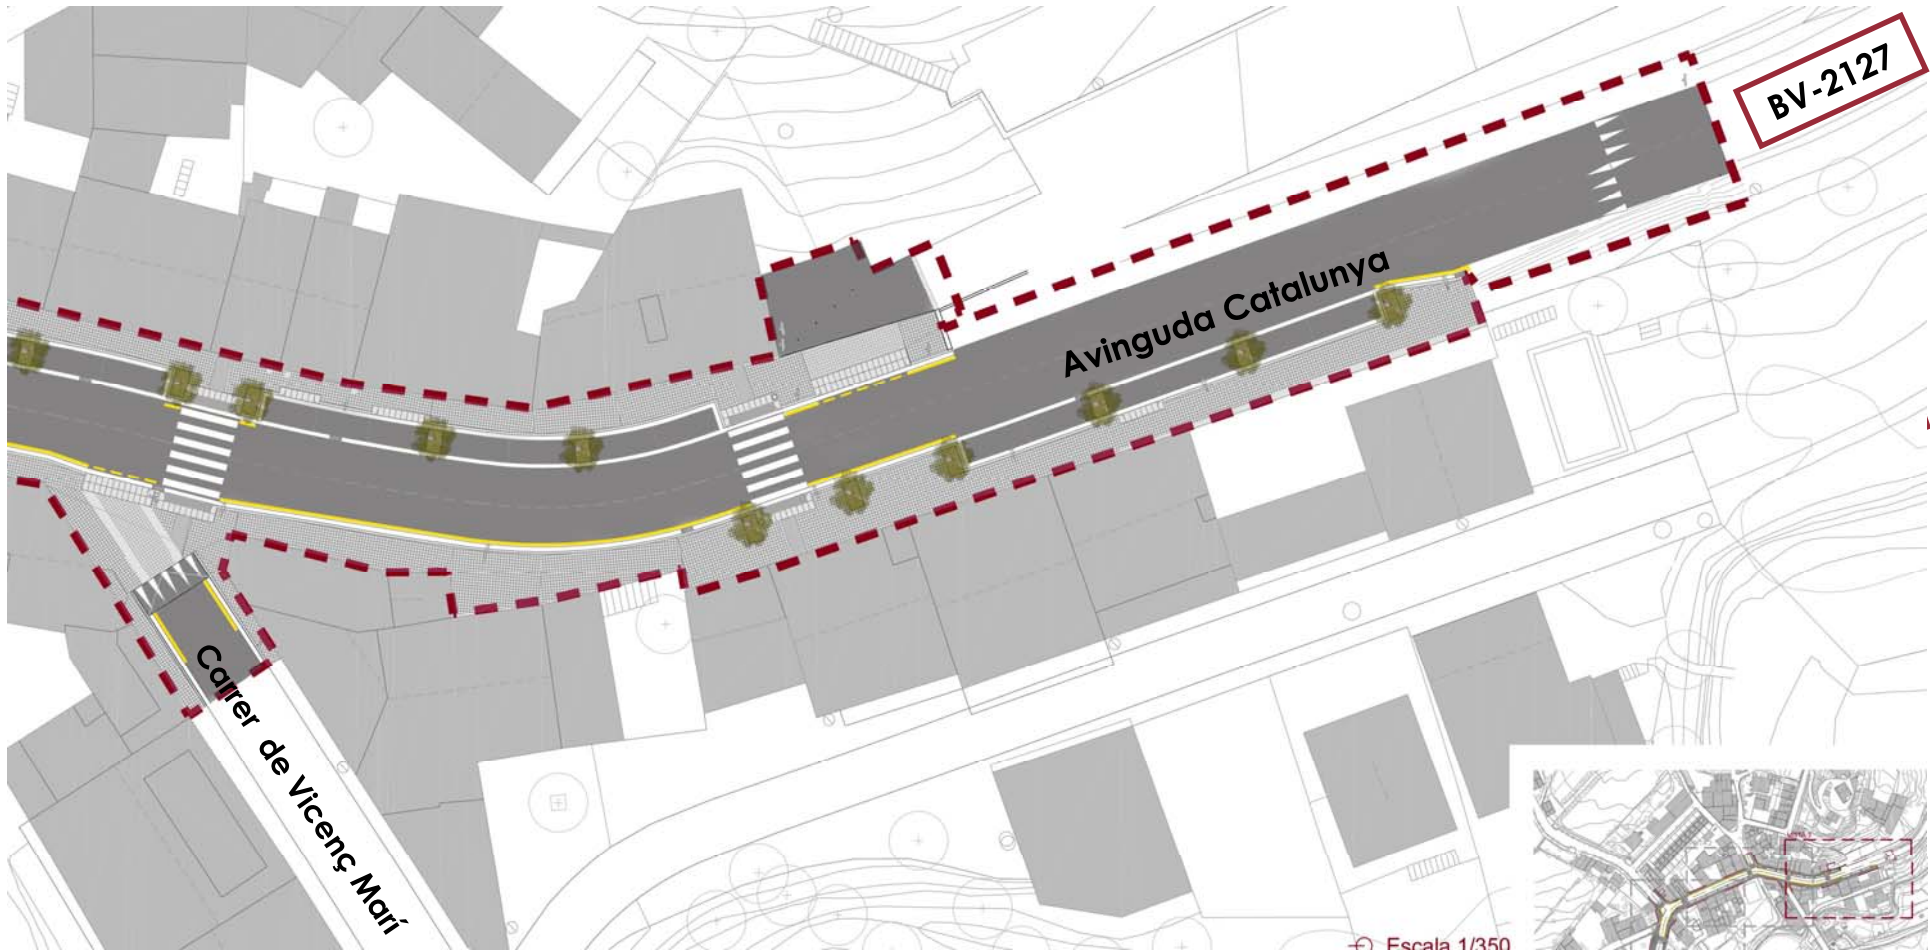 BV-2127
Avinguda Catalunya
Carrer de Vicenç Marí
Escala 1/350